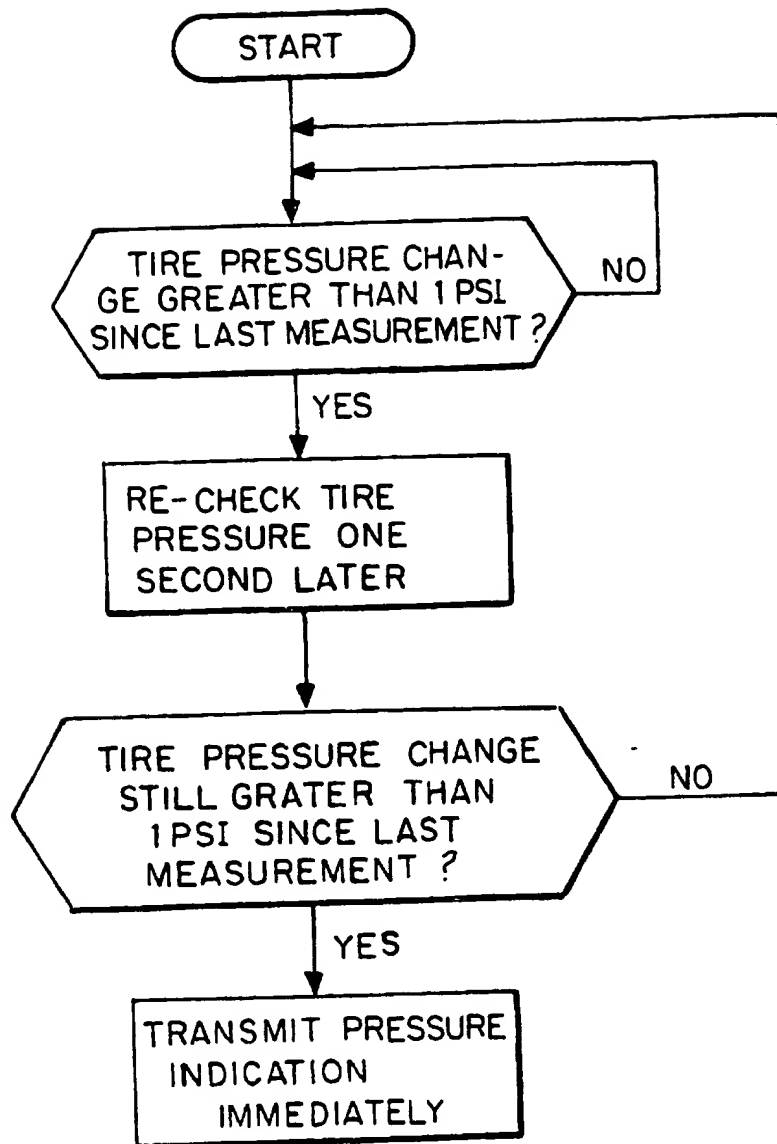 START
TIRE PRESSURE CHAN-
GE GREATER THAN 1 PSI
SINCE LAST MEASUREMENT?
NO
YES
RE-CHECK TIRE
PRESSURE ONE
SECOND LATER
TIRE PRESSURE CHANGE
STILL GRATER THAN
1 PSI SINCE LAST
MEASUREMENT?
NO
YES
TRANSMIT PRESSURE
INDICATION
IMMEDIATELY